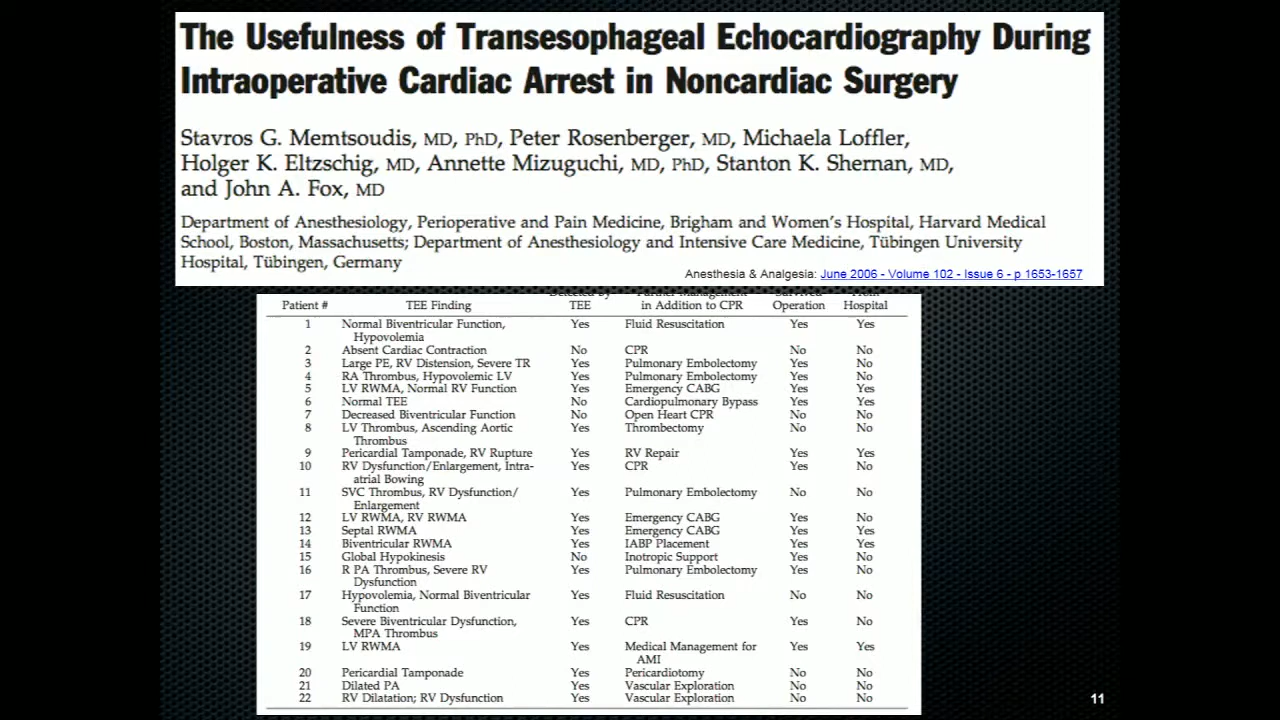 The Usefulness of Transesophageal Echocardiography During
Intraoperative Cardiac Arrest in Noncardiac Surgery
Stavros G. Memtsoudis, MD, PhD, Peter Rosenberger, MD, Michaela Loffler,
Holger K. Eltzschig, MD, Annette Mizuguchi, MD, PhD, Stanton K. Shernan, MD,
and John A. Fox, MD
Department of Anesthesiology, Perioperative and Pain Medicine, Brigham and Women's Hospital, Harvard Medical
School, Boston, Massachusetts; Department of Anesthesiology and Intensive Care Medicine, Tübingen University
Hospital, Tübingen, Germany
Anesthesia & Analgesia: June 2006 - Volume 102 - Issue 6 - p 1653-1657
Patient # TEE Finding TEE in Addition to CPR Operation Hospital
1 Normal Biventricular Function, Yes Fluid Resuscitation Yes Yes
Hypovolemia
2 Absent Cardiac Contraction No CPR No No
3 Large PE, RV Distension, Severe TR Yes Pulmonary Embolectomy Yes No
4 RA Thrombus, Hypovolemic LV Yes Pulmonary Embolectomy Yes No
5 LV RWMA, Normal RV Function Yes Emergency CABG Yes Yes
6 Normal TEE No Cardiopulmonary Bypass Yes Yes
7 Decreased Biventricular Function No Open Heart CPR No No
8 LV Thrombus, Ascending Aortic Yes Thrombectomy No No
Thrombus
9 Pericardial Tamponade, RV Rupture Yes RV Repair Yes Yes
10 RV Dysfunction/Enlargement, Intra- Yes CPR Yes No
atrial Bowing
11 SVC Thrombus, RV Dysfunction/ Yes Pulmonary Embolectomy No No
Enlargement
12 LV RWMA, RV RWMA Yes Emergency CABG Yes No
13 Septal RWMA Yes Emergency CABG Yes Yes
14 Biventricular RWMA Yes IABP Placement Yes Yes
15 Global Hypokinesis No Inotropic Support Yes No
16 R PA Thrombus, Severe RV Yes Pulmonary Embolectomy Yes No
Dysfunction
17 Hypovolemia, Normal Biventricular Yes Fluid Resuscitation No No
Function
18 Severe Biventricular Dysfunction, Yes CPR Yes No
MPA Thrombus
19 LV RWMA Yes Medical Management for Yes Yes
AMI
20 Pericardial Tamponade Yes Pericardiotomy No No
21 Dilated PA Yes Vascular Exploration No No
22 RV Dilatation; RV Dysfunction Yes Vascular Exploration No No
11